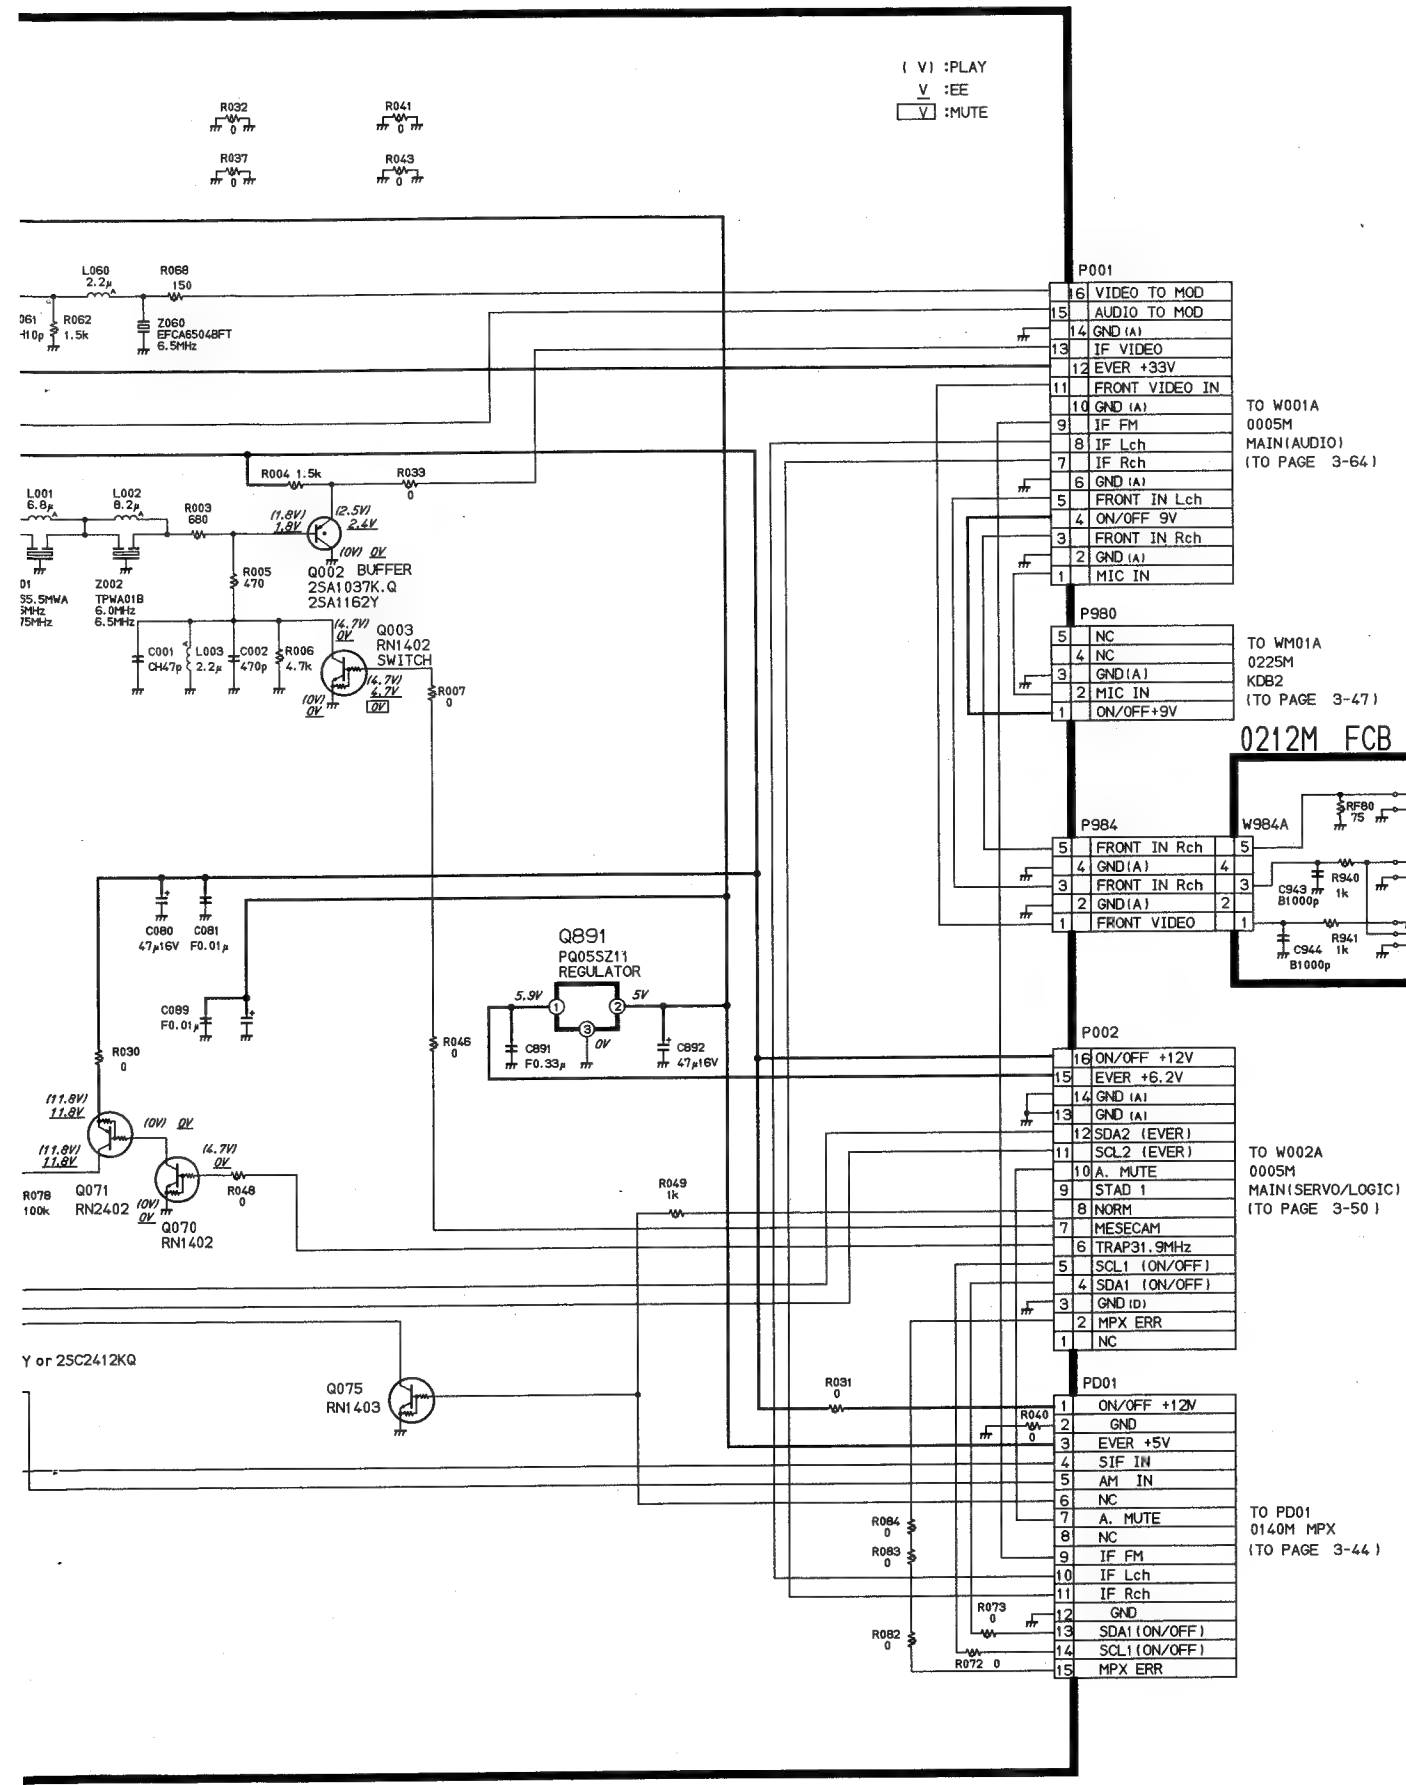 ( V) :PLAY
V :EE
V :MUTE
R032
0
R041
0
R037
0
R043
0
L060
2.2μ
R068
150
R062
1.5k
Z060
EFCA6504BFT
6.5MHz
P001
16 VIDEO TO MOD
15 AUDIO TO MOD
14 GND (A)
13 IF VIDEO
12 EVER +33V
11 FRONT VIDEO IN
10 GND (A)
9 IF FM
8 IF Lch
7 IF Rch
6 GND (A)
5 FRONT IN Lch
4 ON/OFF 9V
3 FRONT IN Rch
2 GND (A)
1 MIC IN
TO W001A
0005M
MAIN(AUDIO)
(TO PAGE 3-64)
R004 1.5k
R033
0
L001
6.8μ
L002
8.2μ
R003
680
(1.8V)
1.8V
(2.5V)
2.4V
(0V) 0V
Q002 BUFFER
2SA1037K.Q
2SA1162Y
R005
470
01
S5.5MWA
5MHz
75MHz
Z002
TPWA01B
6.0MHz
6.5MHz
C001
CH47p
L003
2.2μ
C002
470p
R006
4.7k
(4.7V)
0V
Q003
RN1402
SWITCH
(4.7V)
4.7V
0V
(0V)
0V
R007
0
P980
5 NC
4 NC
3 GND(A)
2 MIC IN
1 ON/OFF+9V
TO WM01A
0225M
KDB2
(TO PAGE 3-47)
0212M FCB
RF80
75
P984
W984A
5 FRONT IN Rch 5
4 GND(A) 4
3 FRONT IN Rch 3
2 GND(A) 2
1 FRONT VIDEO 1
C943
B1000p
R940
1k
C944
B1000p
R941
1k
C080
47μ16V
C081
F0.01μ
C089
F0.01μ
Q891
PQ05SZ11
REGULATOR
5.9V
1
2
5V
3
0V
C891
F0.33μ
C892
47μ16V
R030
0
R046
0
P002
16 ON/OFF +12V
15 EVER +6.2V
14 GND (A)
13 GND (A)
12 SDA2 (EVER)
11 SCL2 (EVER)
10 A. MUTE
9 STAD 1
8 NORM
7 MESECAM
6 TRAP31.9MHz
5 SCL1 (ON/OFF)
4 SDA1 (ON/OFF)
3 GND (D)
2 MPX ERR
1 NC
TO W002A
0005M
MAIN(SERVO/LOGIC)
(TO PAGE 3-50)
(11.8V)
11.8V
(0V) 0V
(11.8V)
11.8V
(4.7V)
0V
R078
100k
Q071
RN2402
(0V)
0V
Q070
RN1402
R048
0
R049
1k
Y or 2SC2412KQ
Q075
RN1403
R031
0
R040
0
PD01
1 ON/OFF +12V
2 GND
3 EVER +5V
4 SIF IN
5 AM IN
6 NC
7 A. MUTE
8 NC
9 IF FM
10 IF Lch
11 IF Rch
12 GND
13 SDA1(ON/OFF)
14 SCL1(ON/OFF)
15 MPX ERR
TO PD01
0140M MPX
(TO PAGE 3-44)
R084
0
R083
0
R082
0
R073
0
R072 0